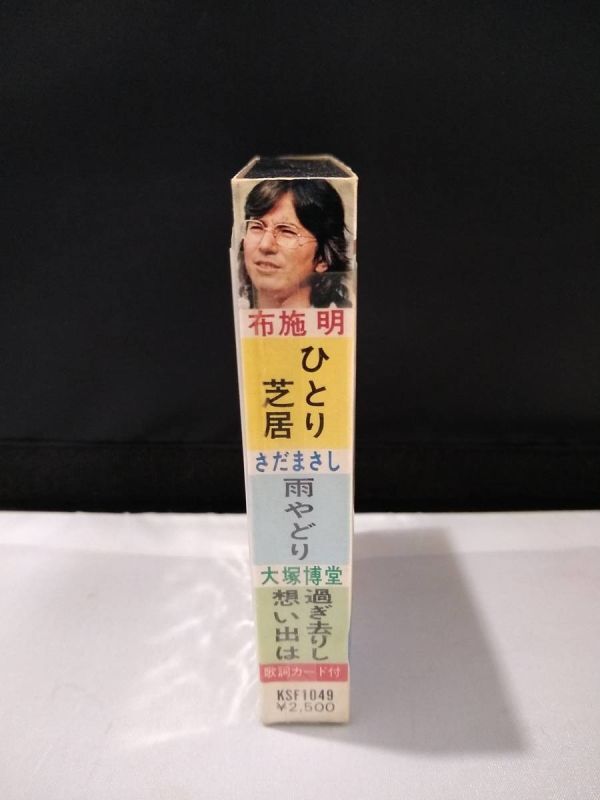 布施 明
ひとり
芝居
さだまさし
雨やどり
大塚博堂
過ぎ去りし
想い出は
歌詞カード付
KSF1049
¥2,500